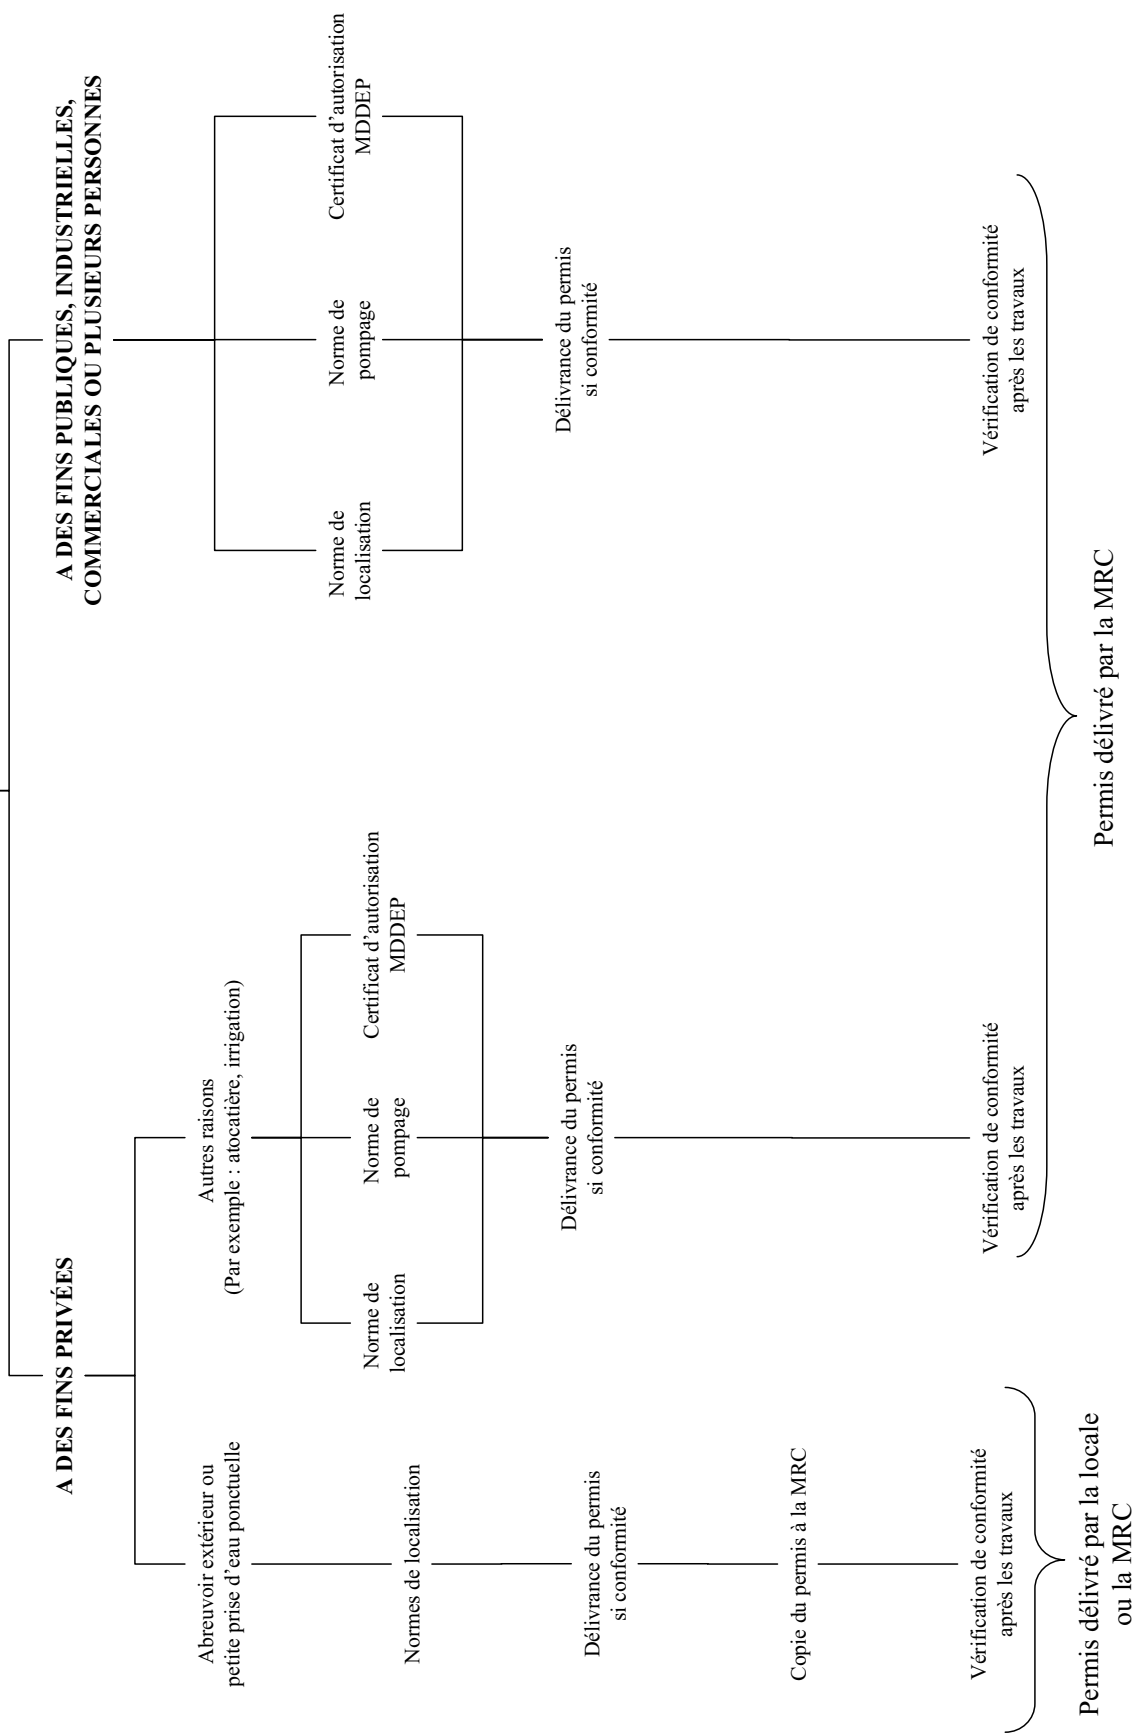 A DES FINS PRIVÉES
Abreuvoir extérieur ou
petite prise d'eau ponctuelle
Normes de localisation
Délivrance du permis
si conformité
Copie du permis à la MRC
Vérification de conformité
après les travaux
Permis délivré par la locale
ou la MRC
Autres raisons
(Par exemple : atocatière, irrigation)
Norme de
localisation
Norme de
pompage
Certificat d'autorisation
MDDEP
Délivrance du permis
si conformité
Vérification de conformité
après les travaux
A DES FINS PUBLIQUES, INDUSTRIELLES,
COMMERCIALES OU PLUSIEURS PERSONNES
Norme de
localisation
Norme de
pompage
Certificat d'autorisation
MDDEP
Délivrance du permis
si conformité
Vérification de conformité
après les travaux
Permis délivré par la MRC